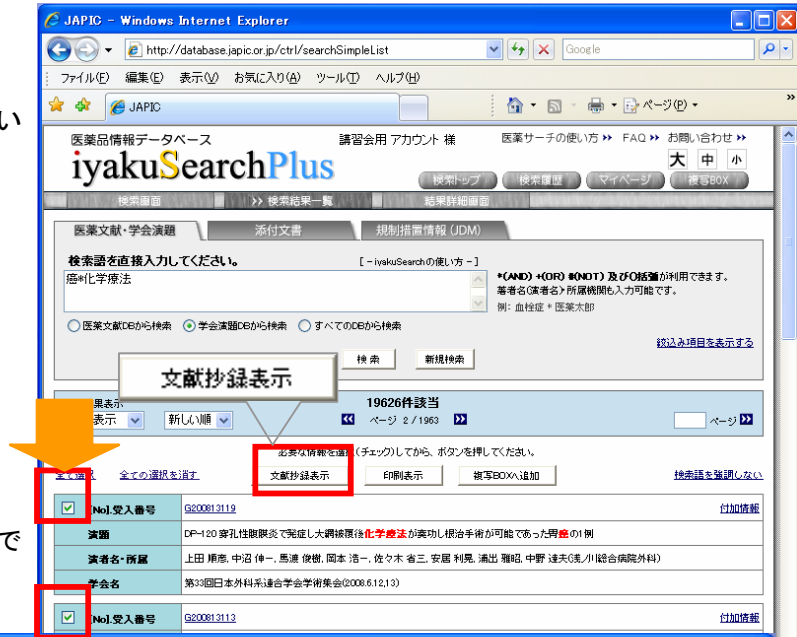 JAPIC - Windows Internet Explorer
http://database.japic.or.jp/ctrl/searchSimpleList
Google
ファイル(F) 編集(E) 表示(V) お気に入り(A) ツール(T) ヘルプ(H)
い
JAPIC
ページ(P)
医薬品情報データベース
講習会用 アカウント 様
医薬サーチの使い方 FAQ お問い合わせ
iyakuSearchPlus
大 中 小
検索トップ 検索履歴 マイページ 複写BOX
検索画面 >> 検索結果一覧 結果詳細画面
医薬文献・学会演題 添付文書 規制措置情報 (JDM)
検索語を直接入力してください。
[ - iyakuSearchの使い方 - ]
癌*化学療法
*(AND) +(OR) #(NOT) 及び()括弧が利用できます。
著者名(演者名)・所属機関も入力可能です。
例: 血栓症 * 医薬太郎
医薬文献DBから検索 学会演題DBから検索 すべてのDBから検索
絞込み項目を表示する
検 索 新規検索
文献抄録表示
果表示
19626件該当
表示 新しい順
ページ 2 / 1963
ページ
必要な情報を選択(チェック)してから、ボタンを押してください。
全て選択 全ての選択を消す 文献抄録表示 印刷表示 複写BOXへ追加 検索語を強調しない
[No].受入番号 G200813119 付加情報
演題 DP-120 穿孔性腹膜炎で発症し大網被覆後化学療法が奏功し根治手術が可能であった胃癌の1例
で
演者名・所属 上田 順彦, 中沼 伸一, 馬渡 俊樹, 岡本 浩一, 佐々木 省三, 安居 利晃, 浦出 雅昭, 中野 達夫(浅ノ川総合病院外科)
学会名 第33回日本外科系連合学会学術集会(2008.6.12,13)
[No].受入番号 G200813113 付加情報